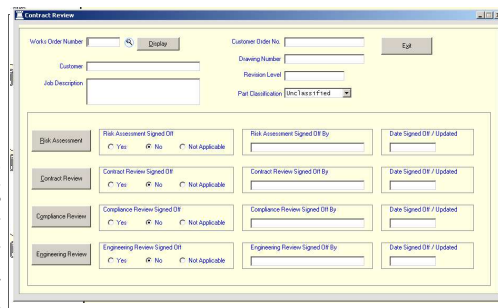 Contract Review
Works Order Number Display Customer Order No. Exit
Drawing Number
Customer
Revision Level
Job Description
Part Classification Unclassified
Risk Assessment Risk Assessment Signed Off Risk Assessment Signed Off By Date Signed Off / Updated
Yes No Not Applicable
Contract Review Contract Review Signed Off Contract Review Signed Off By Date Signed Off / Updated
Yes No Not Applicable
Compliance Review Compliance Review Signed Off Compliance Review Signed Off By Date Signed Off / Updated
Yes No Not Applicable
Engineering Review Engineering Review Signed Off Engineering Review Signed Off By Date Signed Off / Updated
Yes No Not Applicable